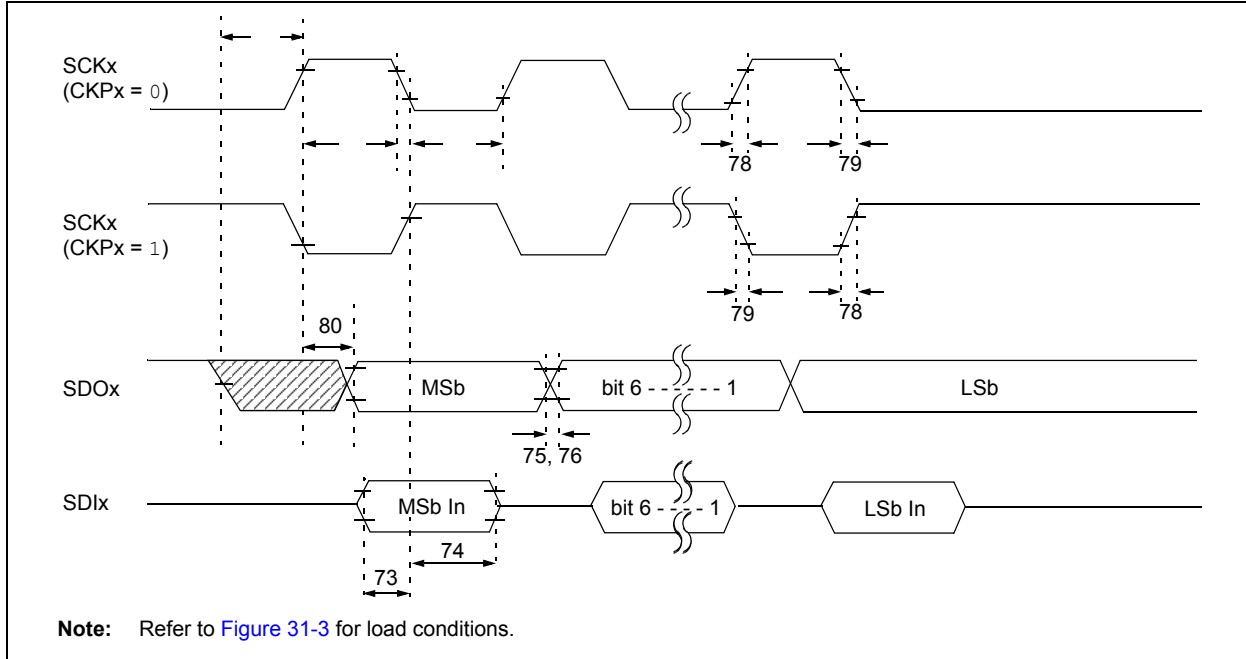 SCKx
(CKPx = 0)
78
79
SCKx
(CKPx = 1)
79
78
80
SDOx
MSb
bit 6 - - - - - - 1
LSb
75, 76
SDIx
MSb In
bit 6 - - - - 1
LSb In
74
73
Note: Refer to Figure 31-3 for load conditions.